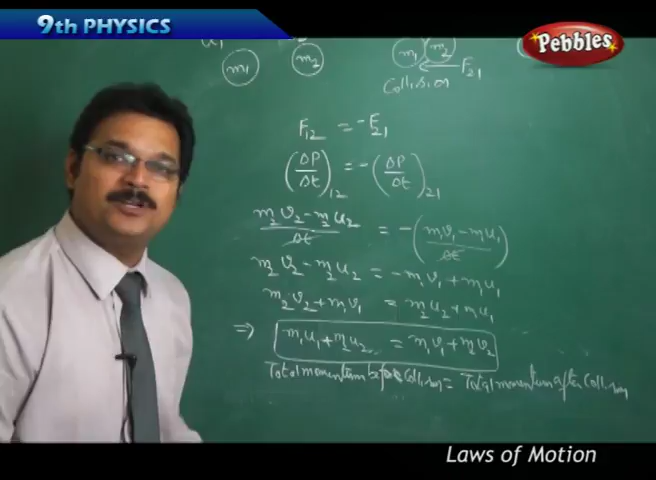 9th PHYSICS
Pebbles
u₁
m₁ m₂ m₁ m₂
F₂₁
Collision
F₁₂ = -F₂₁
(ΔP/Δt)₁₂ = -(ΔP/Δt)₂₁
(m₂v₂ - m₂u₂)/Δt = -((m₁v₁ - m₁u₁)/Δt)
m₂v₂ - m₂u₂ = -m₁v₁ + m₁u₁
m₂v₂ + m₁v₁ = m₂u₂ + m₁u₁
⇒ m₁u₁ + m₂u₂ = m₁v₁ + m₂v₂
Total momentum before Collision = Total momentum after Collision
Laws of Motion